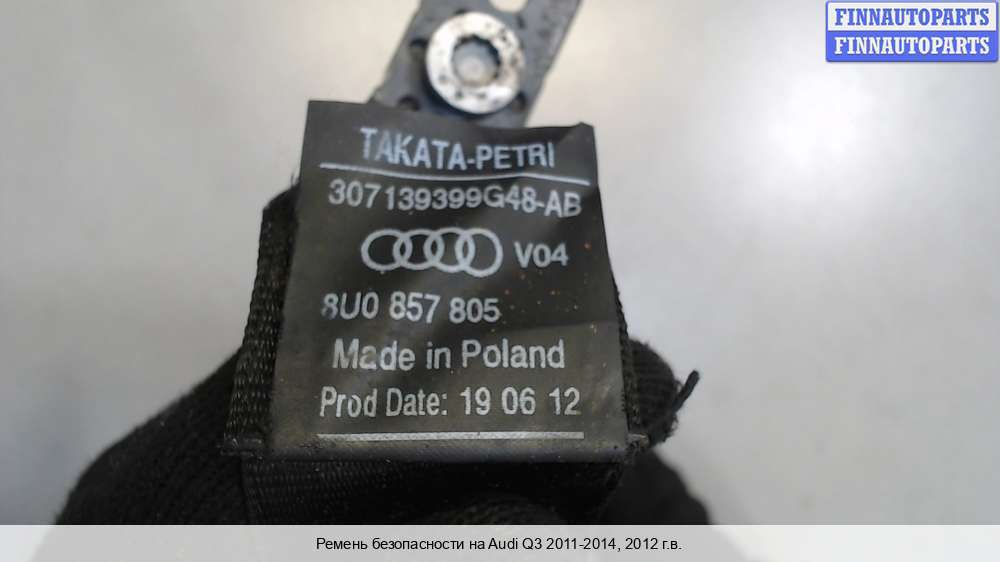 FINNAUTOPARTS
FINNAUTOPARTS
TAKATA-PETRI
307139399G48-AB
V04
8U0 857 805
Made in Poland
Prod Date: 19 06 12
Ремень безопасности на Audi Q3 2011-2014, 2012 г.в.